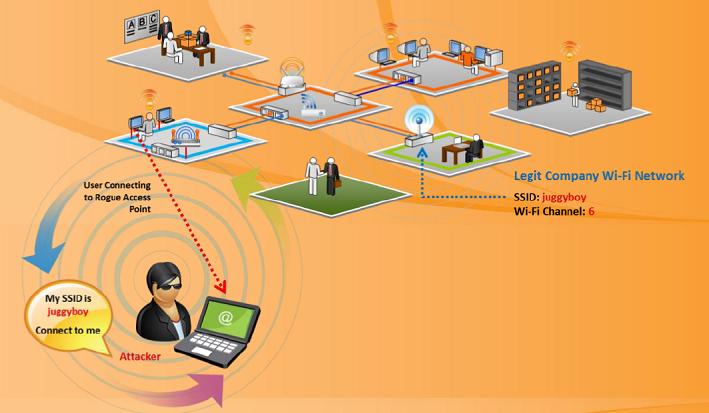 A B C
User Connecting
to Rogue Access
Point
Legit Company Wi-Fi Network
SSID: juggyboy
Wi-Fi Channel: 6
My SSID is
juggyboy
Connect to me
@
Attacker